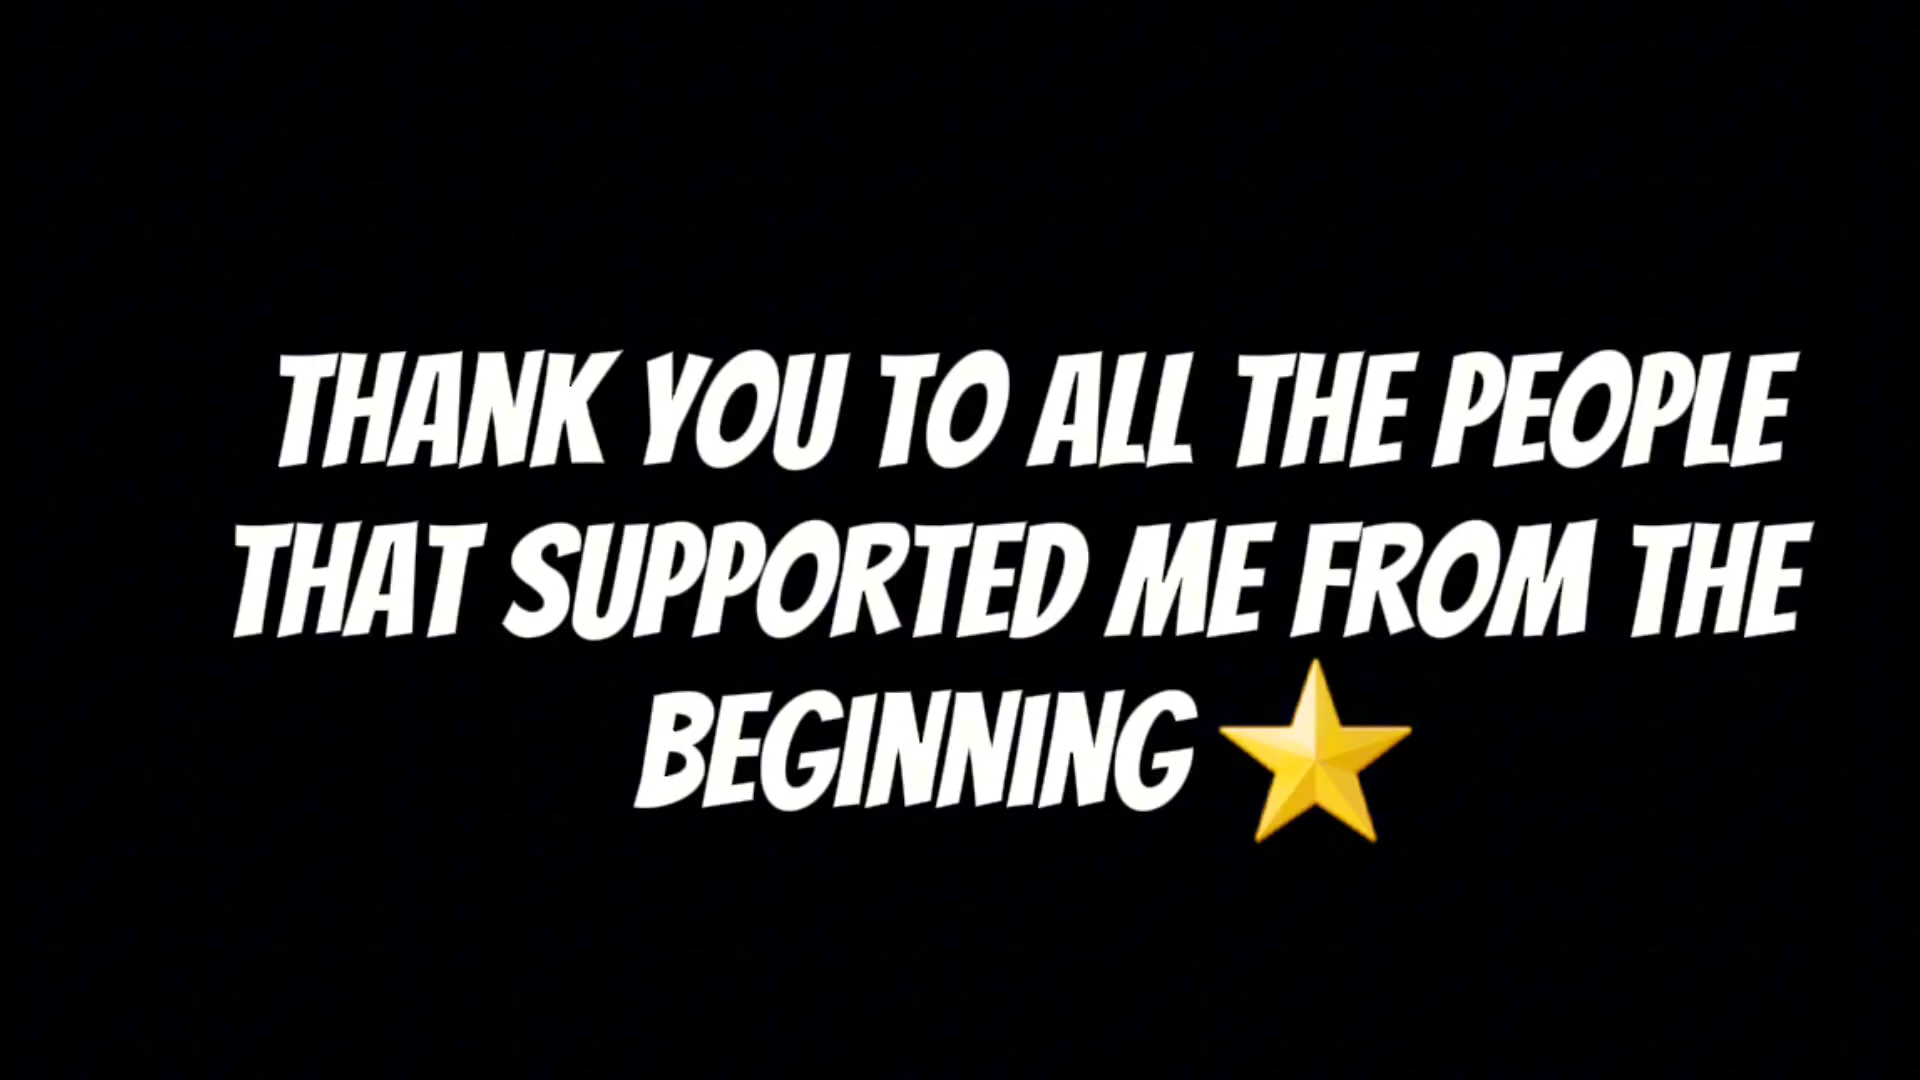 THANK YOU TO ALL THE PEOPLE
THAT SUPPORTED ME FROM THE
BEGINNING ⭐